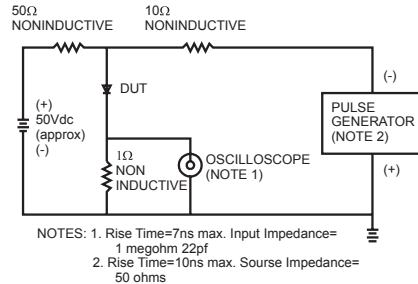 50Ω
NONINDUCTIVE
10Ω
NONINDUCTIVE
DUT
(+)
50Vdc
(approx)
(-)
1Ω
NON
INDUCTIVE
OSCILLOSCOPE
(NOTE 1)
(-)
PULSE
GENERATOR
(NOTE 2)
(+)
NOTES: 1. Rise Time=7ns max. Input Impedance=
1 megohm 22pf
2. Rise Time=10ns max. Sourse Impedance=
50 ohms